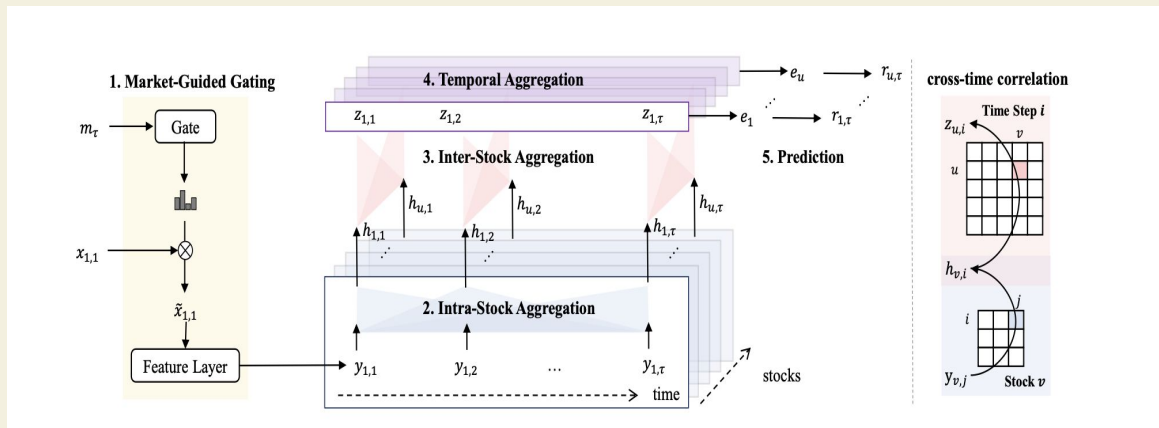 1. Market-Guided Gating
m_τ
Gate
x_{1,1}
x̃_{1,1}
Feature Layer
4. Temporal Aggregation
z_{1,1} z_{1,2} z_{1,τ}
e_u r_{u,τ}
e_1 r_{1,τ}
3. Inter-Stock Aggregation
5. Prediction
h_{u,1} h_{u,2} h_{u,τ}
h_{1,1} h_{1,2} h_{1,τ}
2. Intra-Stock Aggregation
y_{1,1} y_{1,2} ... y_{1,τ}
time
stocks
cross-time correlation
Time Step i
z_{u,i}
v
u
h_{v,i}
j
i
y_{v,j}
Stock v